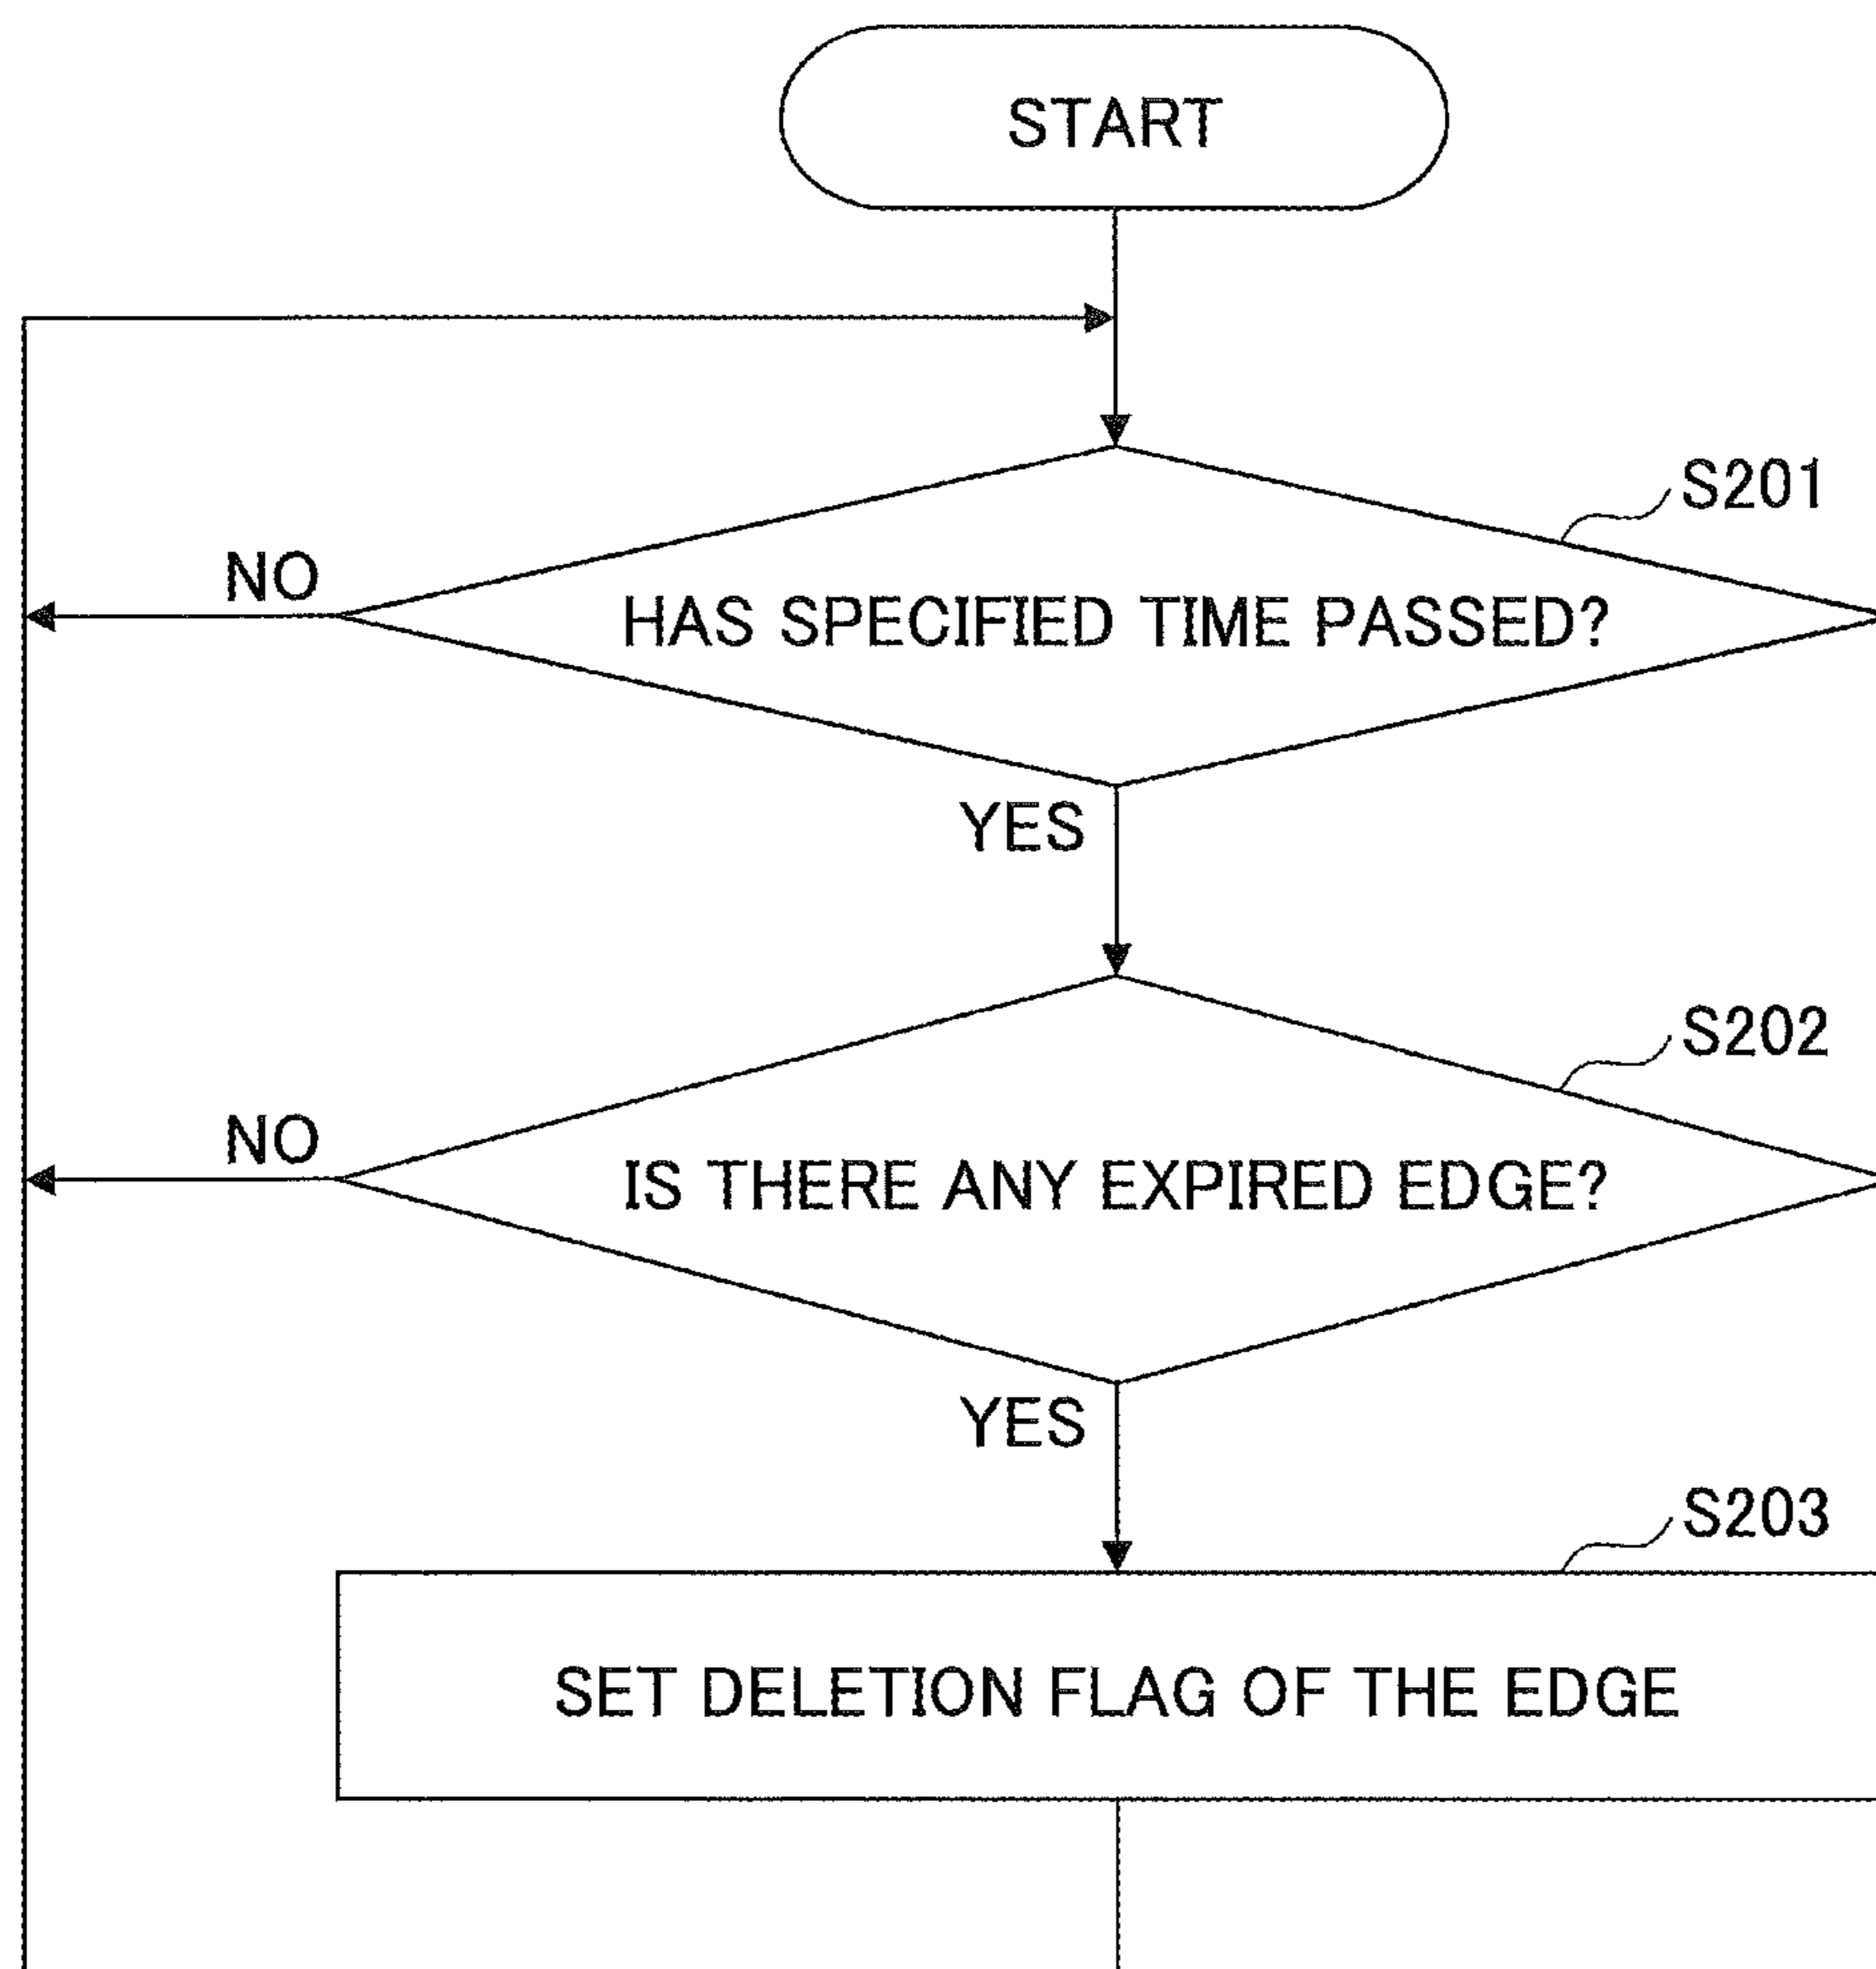 START
S201
NO
HAS SPECIFIED TIME PASSED?
YES
S202
NO
IS THERE ANY EXPIRED EDGE?
YES
S203
SET DELETION FLAG OF THE EDGE